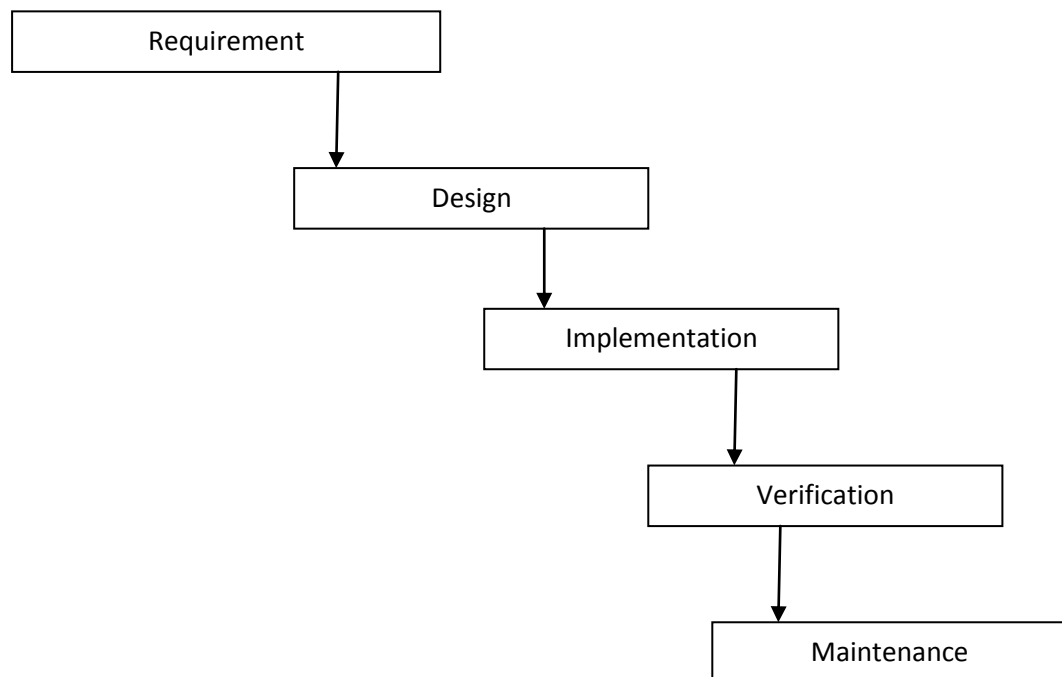 Requirement
Design
Implementation
Verification
Maintenance